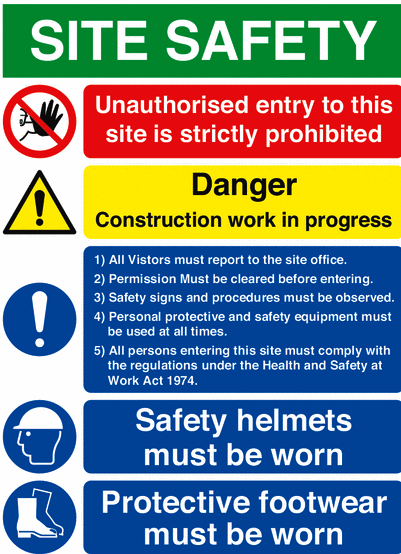 SITE SAFETY
Unauthorised entry to this
site is strictly prohibited
Danger
Construction work in progress
1) All Vistors must report to the site office.
2) Permission Must be cleared before entering.
3) Safety signs and procedures must be observed.
4) Personal protective and safety equipment must
be used at all times.
5) All persons entering this site must comply with
the regulations under the Health and Safety at
Work Act 1974.
Safety helmets
must be worn
Protective footwear
must be worn